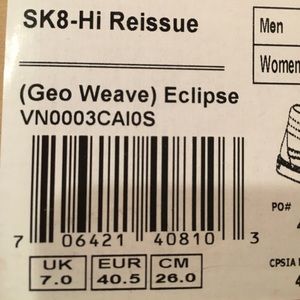 SK8-Hi Reissue
Men
Women
(Geo Weave) Eclipse
VN0003CAI0S
7 06421 40810 3
PO#
UK EUR CM
7.0 40.5 26.0
CPSIA